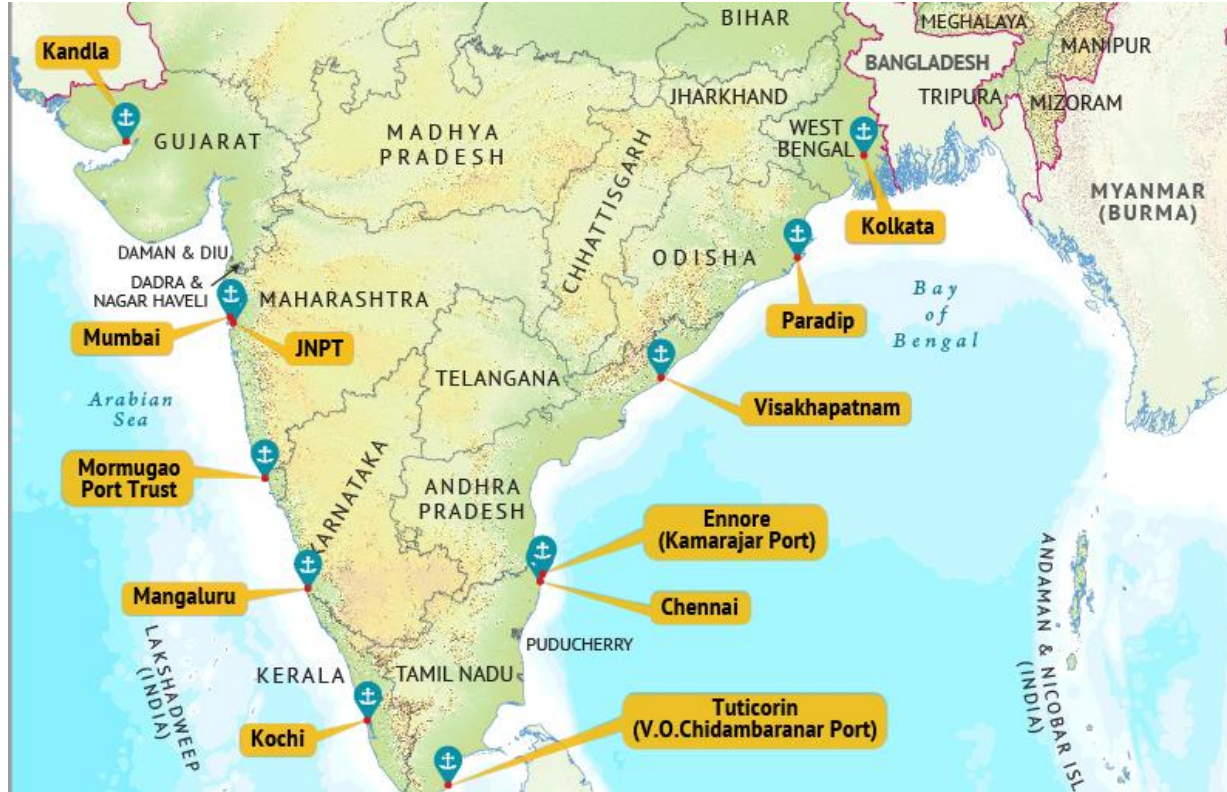 BIHAR
MEGHALAYA
MANIPUR
BANGLADESH
Kandla
JHARKHAND
TRIPURA
MIZORAM
GUJARAT
MADHYA
PRADESH
WEST
BENGAL
CHHATTISGARH
MYANMAR
(BURMA)
Kolkata
DAMAN & DIU
DADRA &
NAGAR HAVELI
ODISHA
MAHARASHTRA
Bay
of
Bengal
Paradip
Mumbai
JNPT
TELANGANA
Arabian
Sea
Visakhapatnam
Mormugao
Port Trust
KARNATAKA
ANDHRA
PRADESH
Ennore
(Kamarajar Port)
Mangaluru
Chennai
PUDUCHERRY
LAKSHADWEEP
(INDIA)
KERALA
TAMIL NADU
ANDAMAN & NICOBAR ISL
(INDIA)
Kochi
Tuticorin
(V.O.Chidambaranar Port)